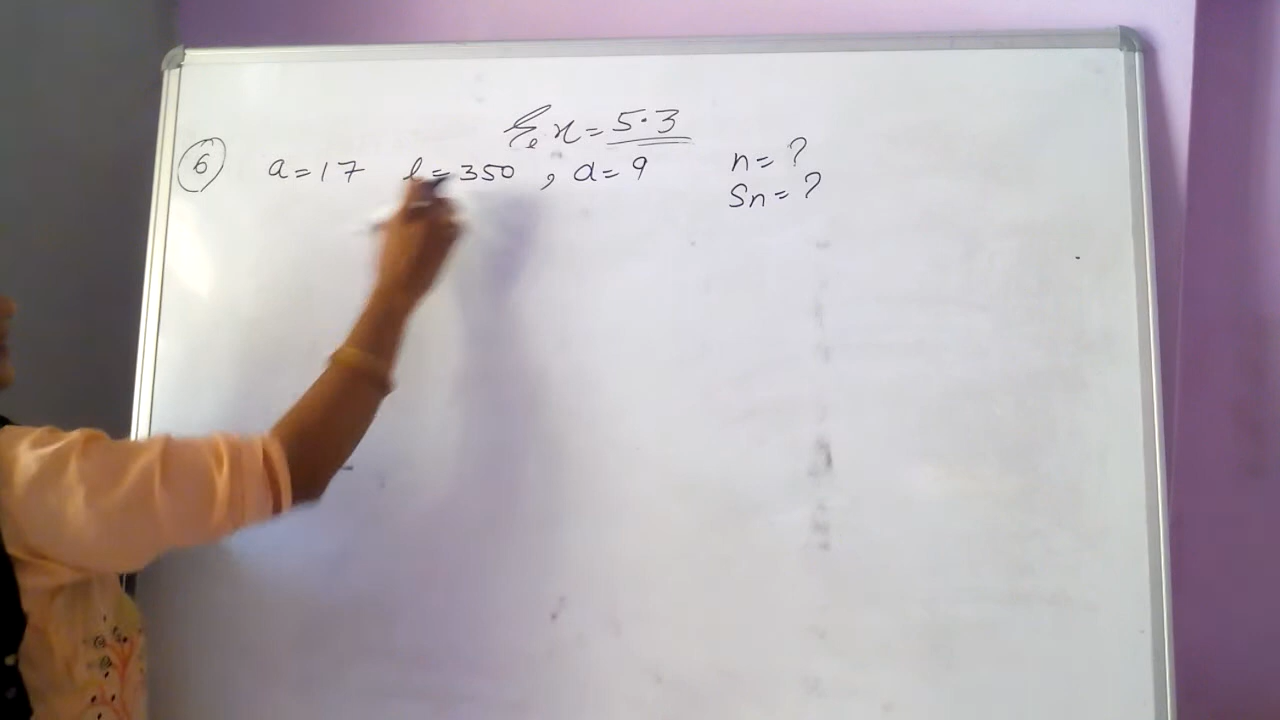 Ex = 5.3
6 a = 17 l = 350 , d = 9 n = ?
Sn = ?